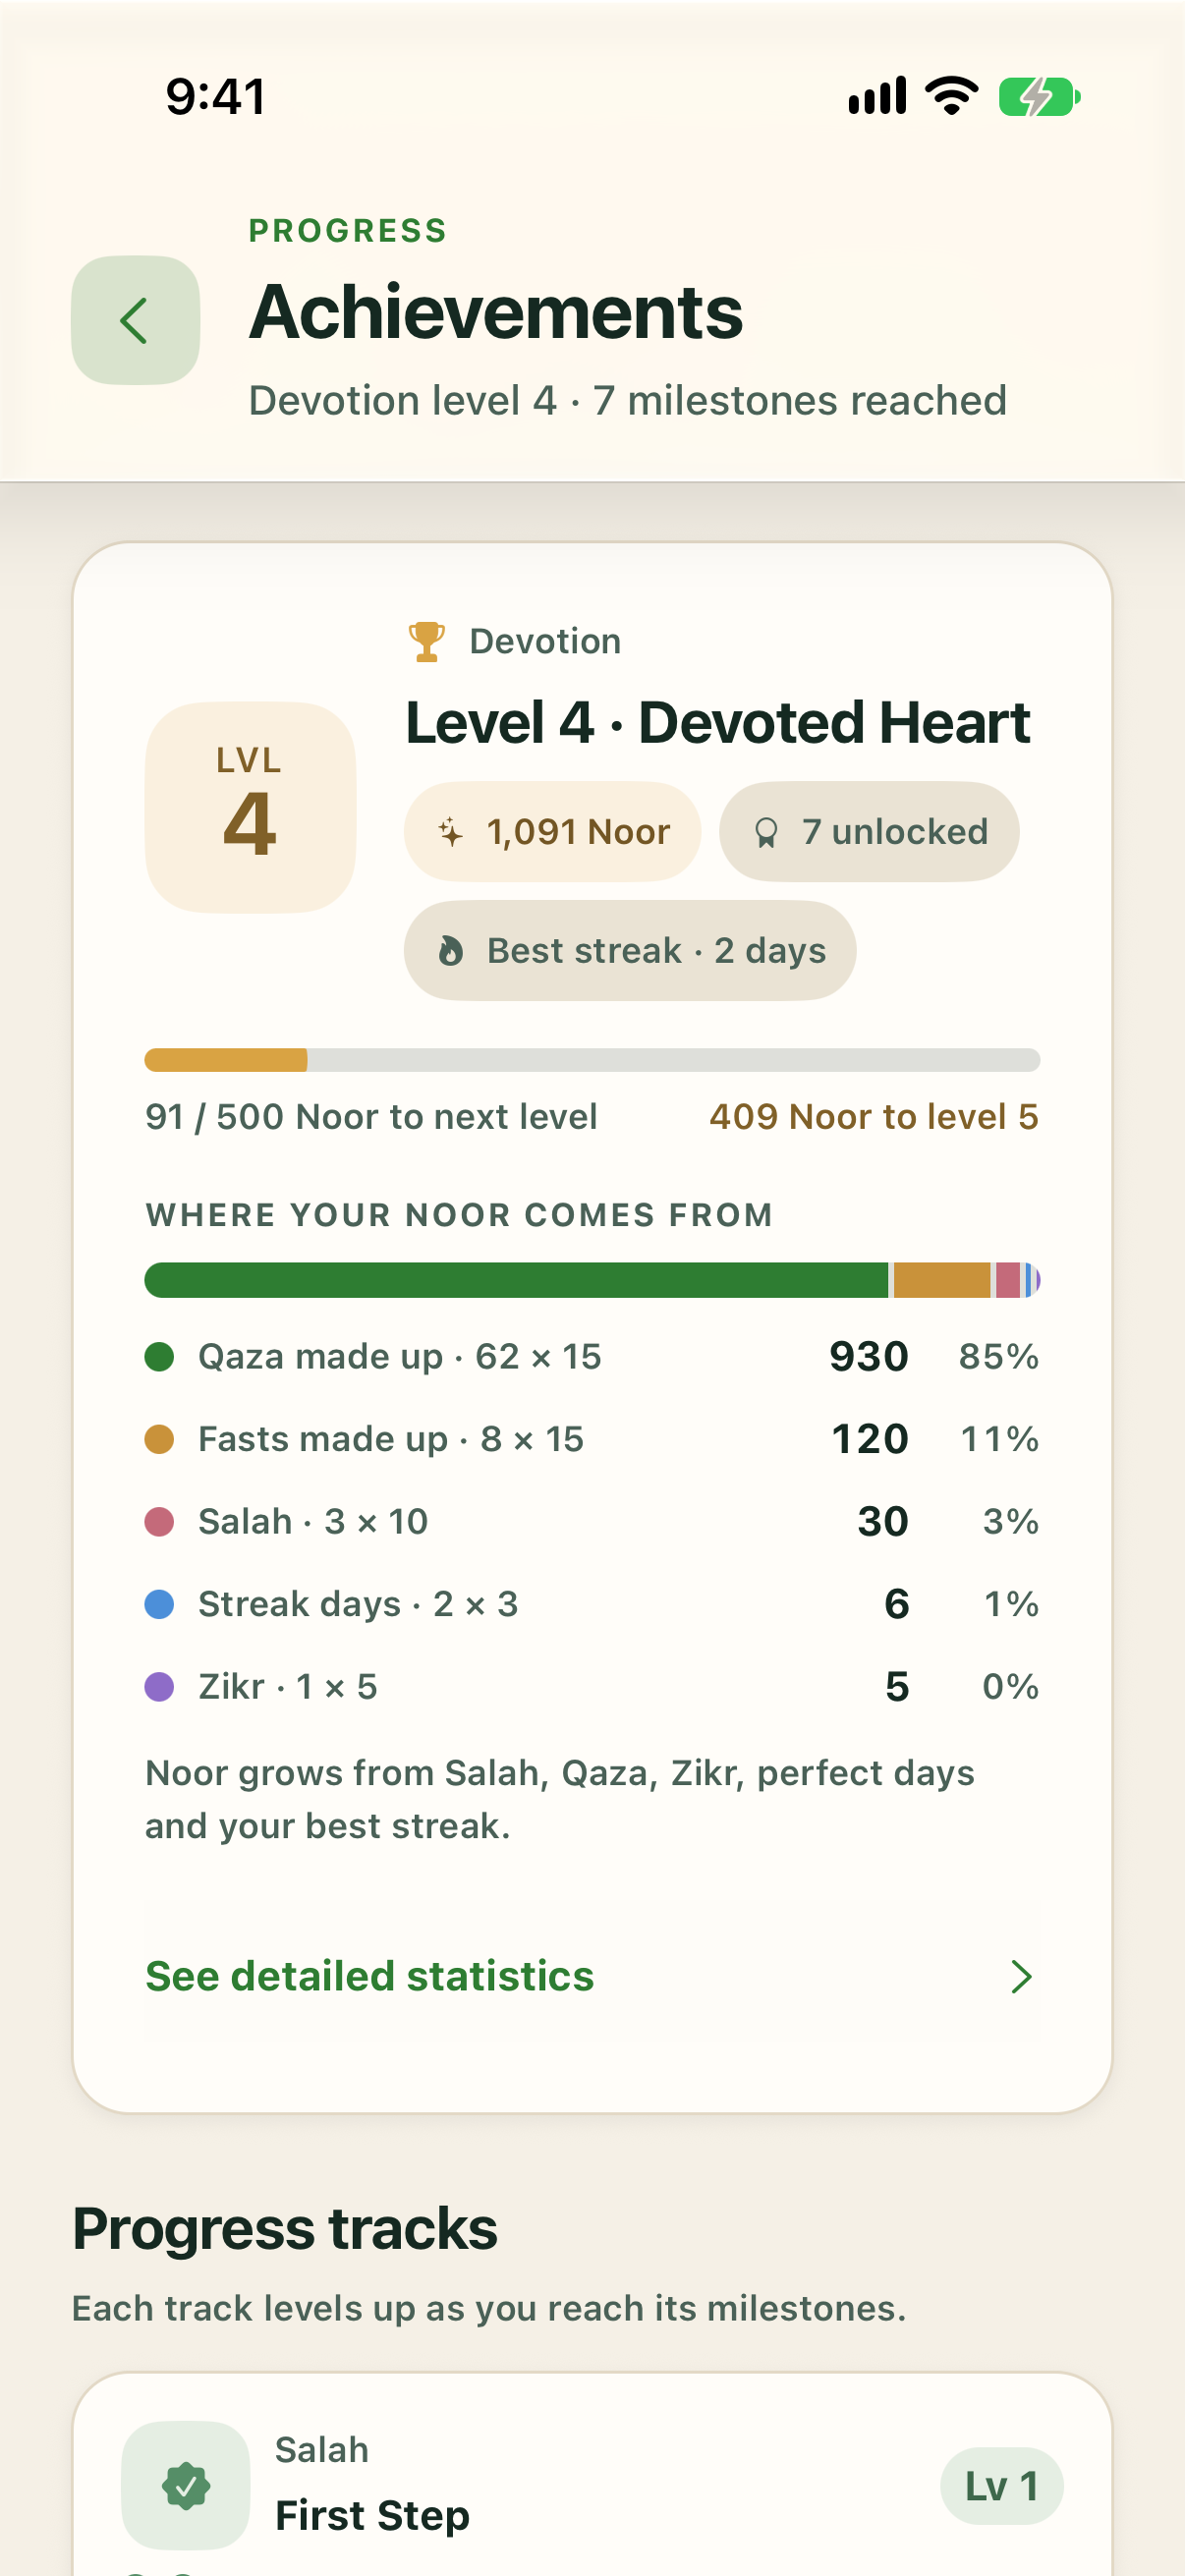 9:41
PROGRESS
Achievements
Devotion level 4 · 7 milestones reached
Devotion
Level 4 · Devoted Heart
LVL
4
1,091 Noor
7 unlocked
Best streak · 2 days
91 / 500 Noor to next level
409 Noor to level 5
WHERE YOUR NOOR COMES FROM
Qaza made up · 62 × 15 930 85%
Fasts made up · 8 × 15 120 11%
Salah · 3 × 10 30 3%
Streak days · 2 × 3 6 1%
Zikr · 1 × 5 5 0%
Noor grows from Salah, Qaza, Zikr, perfect days
and your best streak.
See detailed statistics
Progress tracks
Each track levels up as you reach its milestones.
Salah
First Step
Lv 1